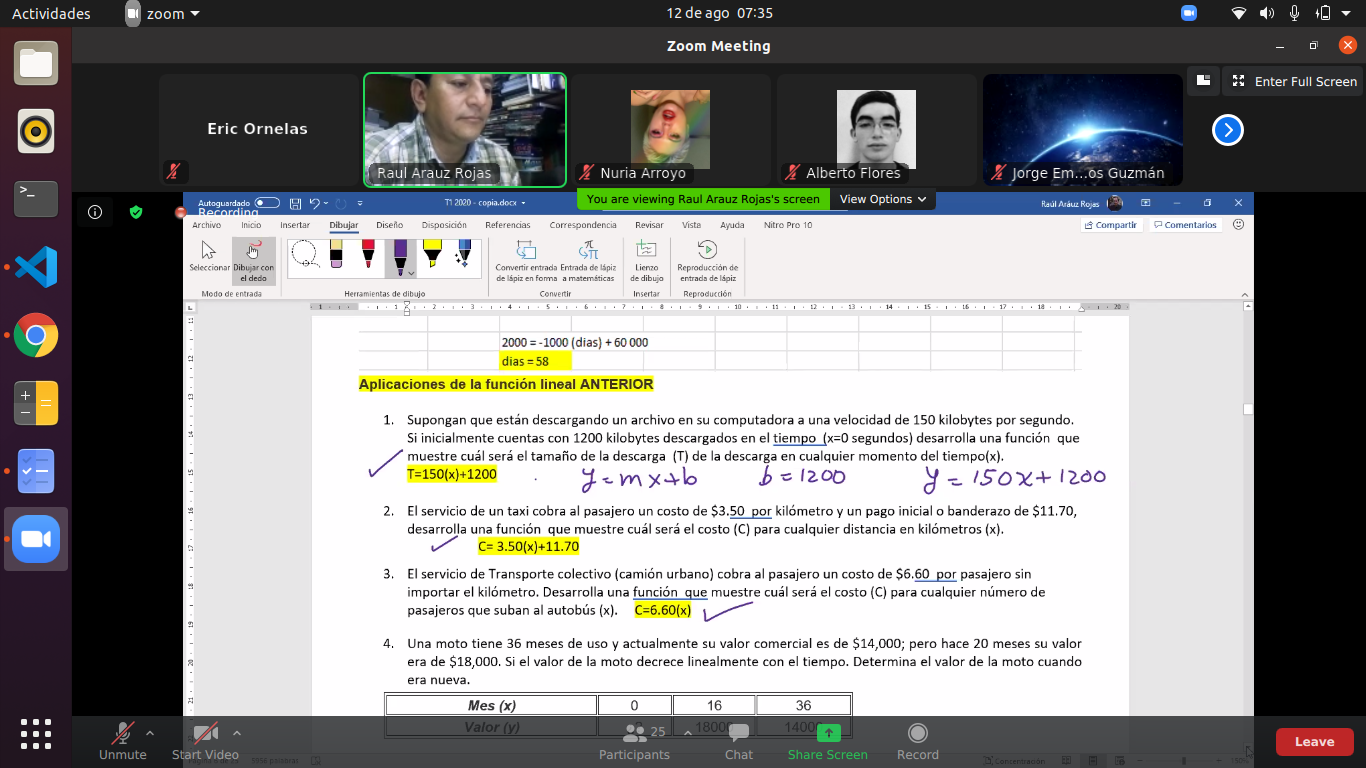 Actividades
zoom
12 de ago 07:35
Zoom Meeting
Enter Full Screen
Eric Ornelas
Raul Arauz Rojas
Nuria Arroyo
Alberto Flores
Jorge Em...os Guzmán
You are viewing Raul Arauz Rojas's screen
View Options
Recording
Autoguardado
T1 2020 - copia.docx
Raúl Aráuz Rojas
Archivo Inicio Insertar Dibujar Diseño Disposición Referencias Correspondencia Revisar Vista Ayuda Nitro Pro 10
Compartir Comentarios
Seleccionar
Dibujar con el dedo
Convertir entrada de lápiz en forma
Entrada de lápiz a matemáticas
Lienzo de dibujo
Reproducción de entrada de lápiz
Modo de entrada
Herramientas de dibujo
Convertir
Insertar
Reproducción
2000 = -1000 (dias) + 60 000
dias = 58
Aplicaciones de la función lineal ANTERIOR
1. Supongan que están descargando un archivo en su computadora a una velocidad de 150 kilobytes por segundo.
Si inicialmente cuentas con 1200 kilobytes descargados en el tiempo (x=0 segundos) desarrolla una función que
muestre cuál será el tamaño de la descarga (T) de la descarga en cualquier momento del tiempo(x).
T=150(x)+1200
y = mx+b b = 1200 y = 150x+1200
2. El servicio de un taxi cobra al pasajero un costo de $3.50 por kilómetro y un pago inicial o banderazo de $11.70,
desarrolla una función que muestre cuál será el costo (C) para cualquier distancia en kilómetros (x).
C= 3.50(x)+11.70
3. El servicio de Transporte colectivo (camión urbano) cobra al pasajero un costo de $6.60 por pasajero sin
importar el kilómetro. Desarrolla una función que muestre cuál será el costo (C) para cualquier número de
pasajeros que suban al autobús (x). C=6.60(x)
4. Una moto tiene 36 meses de uso y actualmente su valor comercial es de $14,000; pero hace 20 meses su valor
era de $18,000. Si el valor de la moto decrece linealmente con el tiempo. Determina el valor de la moto cuando
era nueva.
Mes (x) 0 16 36
Valor (y) 18000 14000
Unmute
Start Video
Participants 25
Chat
Share Screen
Record
Leave